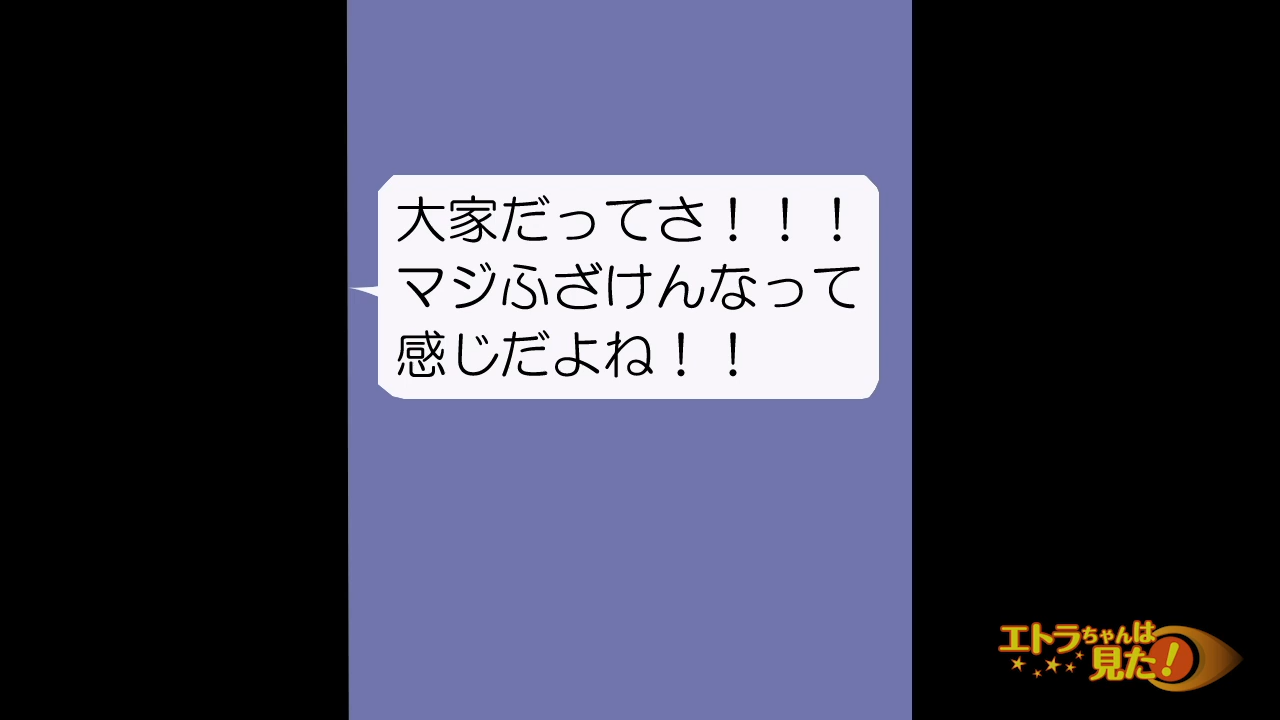 大家だってさ！！！
マジふざけんなって
感じだよね！！
エトラちゃんは
見た！